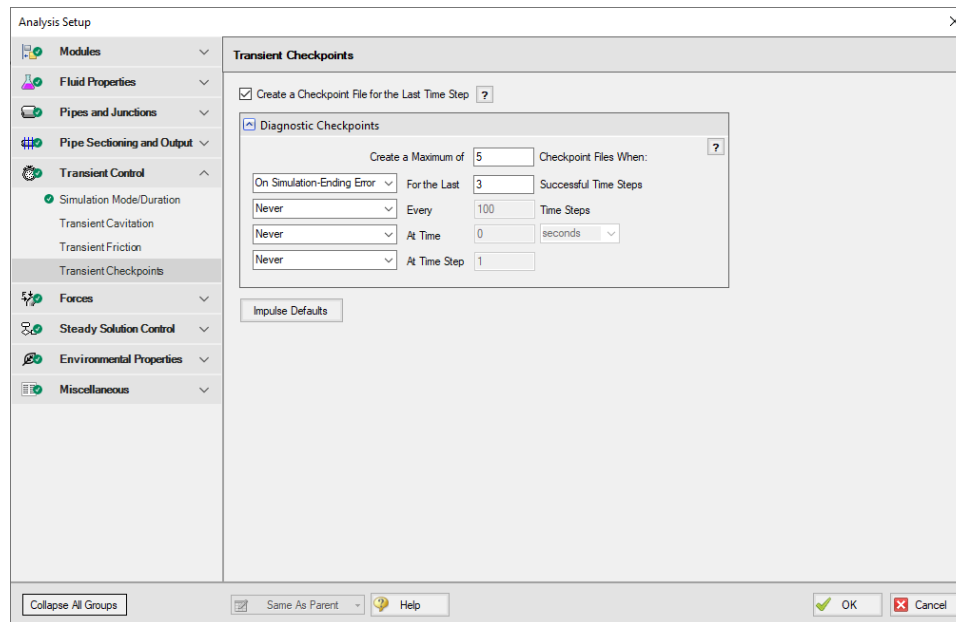 Analysis Setup
Modules
Fluid Properties
Pipes and Junctions
Pipe Sectioning and Output
Transient Control
Simulation Mode/Duration
Transient Cavitation
Transient Friction
Transient Checkpoints
Forces
Steady Solution Control
Environmental Properties
Miscellaneous
Transient Checkpoints
Create a Checkpoint File for the Last Time Step ?
Diagnostic Checkpoints
?
Create a Maximum of 5 Checkpoint Files When:
On Simulation-Ending Error For the Last 3 Successful Time Steps
Never Every 100 Time Steps
Never At Time 0 seconds
Never At Time Step 1
Impulse Defaults
Collapse All Groups Same As Parent Help OK Cancel